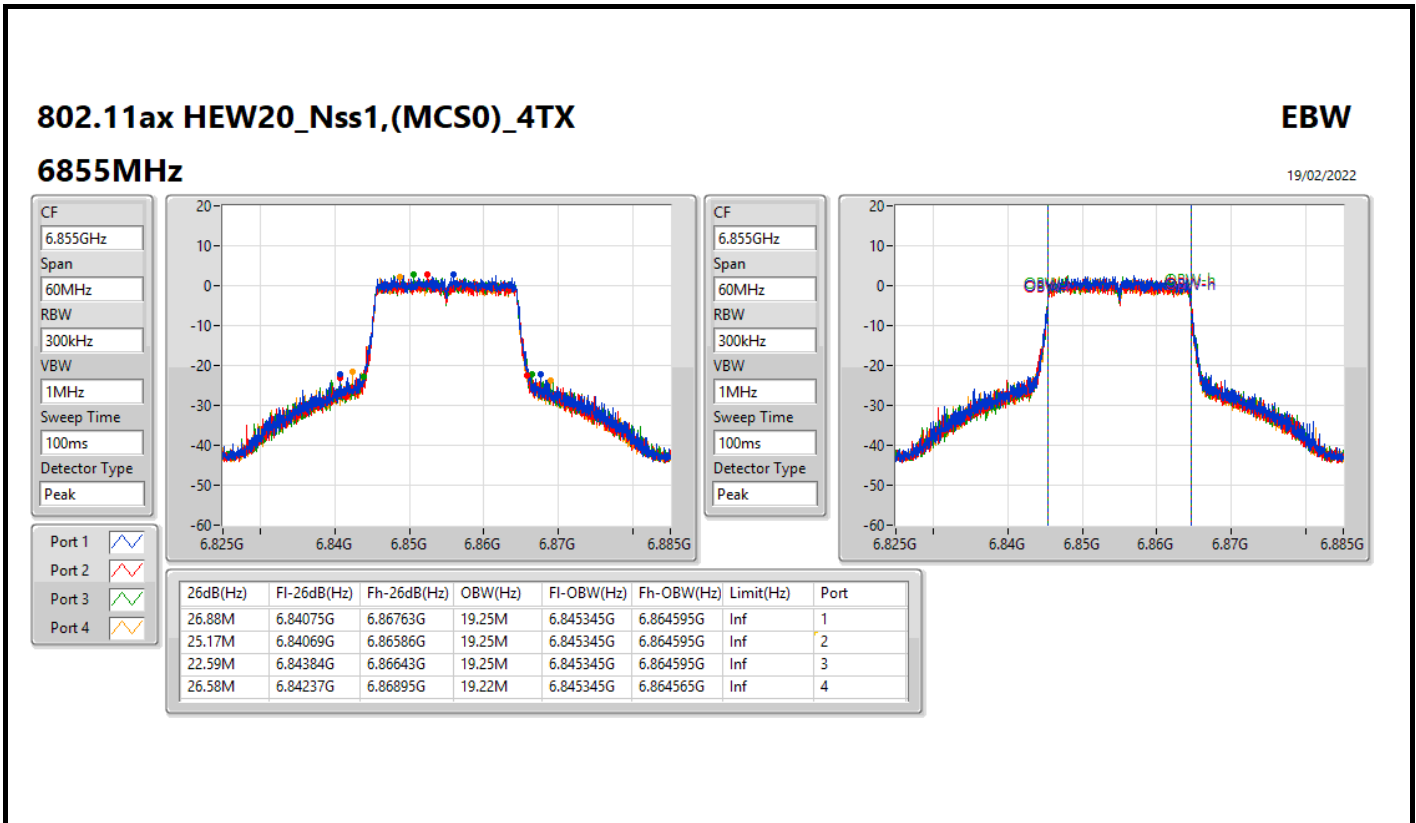 802.11ax HEW20_Nss1,(MCS0)_4TX
EBW
6855MHz
19/02/2022
CF
6.855GHz
Span
60MHz
RBW
300kHz
VBW
1MHz
Sweep Time
100ms
Detector Type
Peak
20
10
0
-10
-20
-30
-40
-50
-60
6.825G 6.84G 6.85G 6.86G 6.87G 6.885G
CF
6.855GHz
Span
60MHz
RBW
300kHz
VBW
1MHz
Sweep Time
100ms
Detector Type
Peak
20
10
0
-10
-20
-30
-40
-50
-60
OBW-h
6.825G 6.84G 6.85G 6.86G 6.87G 6.885G
Port 1
Port 2
Port 3
Port 4
26dB(Hz) Fl-26dB(Hz) Fh-26dB(Hz) OBW(Hz) Fl-OBW(Hz) Fh-OBW(Hz) Limit(Hz) Port
26.88M 6.84075G 6.86763G 19.25M 6.845345G 6.864595G Inf 1
25.17M 6.84069G 6.86586G 19.25M 6.845345G 6.864595G Inf 2
22.59M 6.84384G 6.86643G 19.25M 6.845345G 6.864595G Inf 3
26.58M 6.84237G 6.86895G 19.22M 6.845345G 6.864565G Inf 4